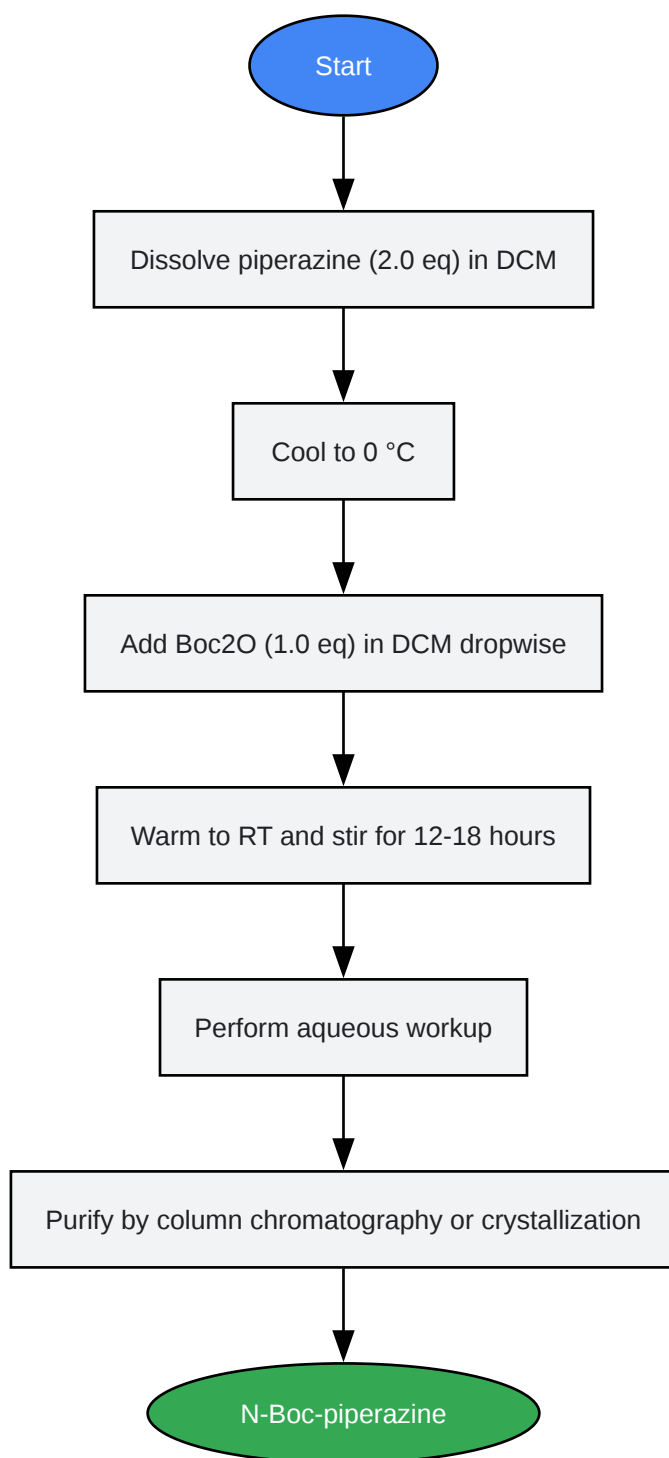 Start
Dissolve piperazine (2.0 eq) in DCM
Cool to 0 °C
Add Boc2O (1.0 eq) in DCM dropwise
Warm to RT and stir for 12-18 hours
Perform aqueous workup
Purify by column chromatography or crystallization
N-Boc-piperazine